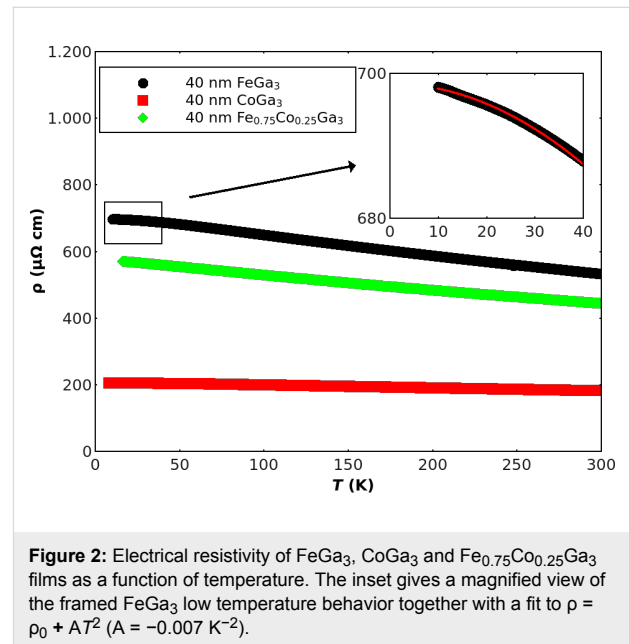 1.200
1.000
800
600
400
200
0
ρ (μΩ cm)
40 nm FeGa₃
40 nm CoGa₃
40 nm Fe₀.₇₅Co₀.₂₅Ga₃
700
680
0 10 20 30 40
0 50 100 150 200 250 300
T (K)
Figure 2: Electrical resistivity of FeGa₃, CoGa₃ and Fe₀.₇₅Co₀.₂₅Ga₃
films as a function of temperature. The inset gives a magnified view of
the framed FeGa₃ low temperature behavior together with a fit to ρ =
ρ₀ + AT² (A = −0.007 K⁻²).